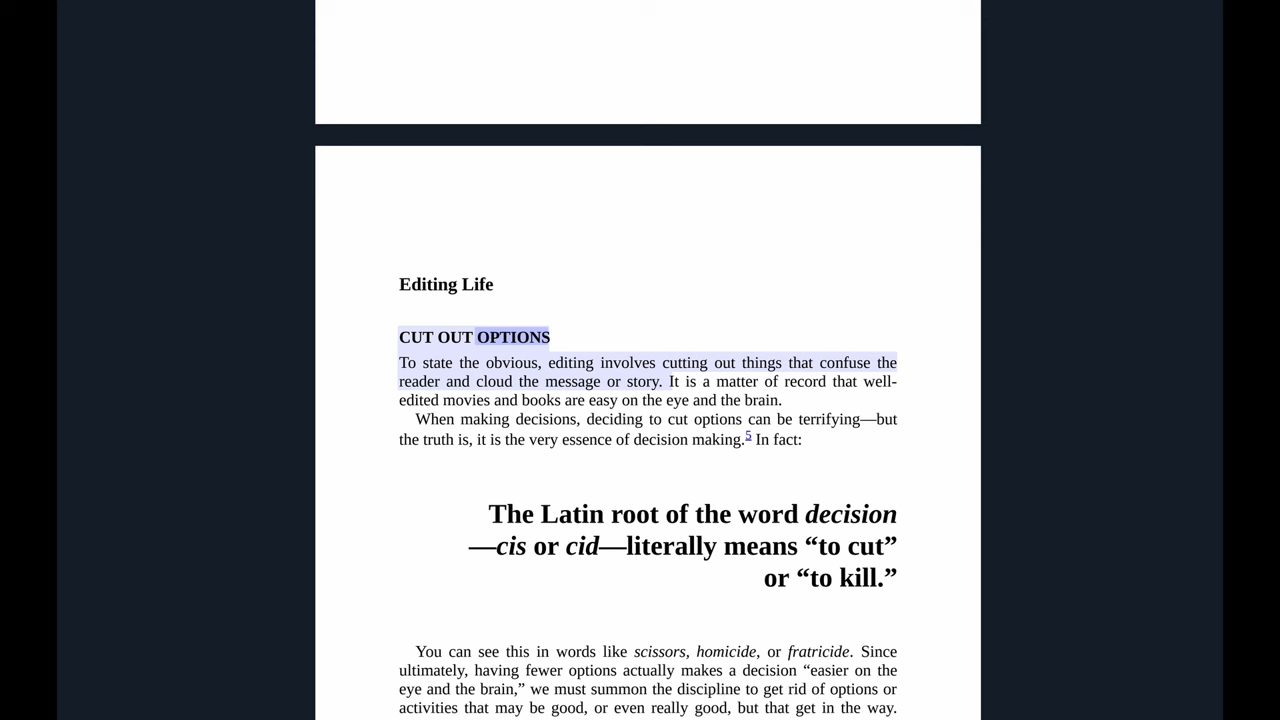 Editing Life
CUT OUT OPTIONS
To state the obvious, editing involves cutting out things that confuse the
reader and cloud the message or story. It is a matter of record that well-
edited movies and books are easy on the eye and the brain.
When making decisions, deciding to cut options can be terrifying—but
the truth is, it is the very essence of decision making.5 In fact:
The Latin root of the word decision
—cis or cid—literally means “to cut”
or “to kill.”
You can see this in words like scissors, homicide, or fratricide. Since
ultimately, having fewer options actually makes a decision “easier on the
eye and the brain,” we must summon the discipline to get rid of options or
activities that may be good, or even really good, but that get in the way.